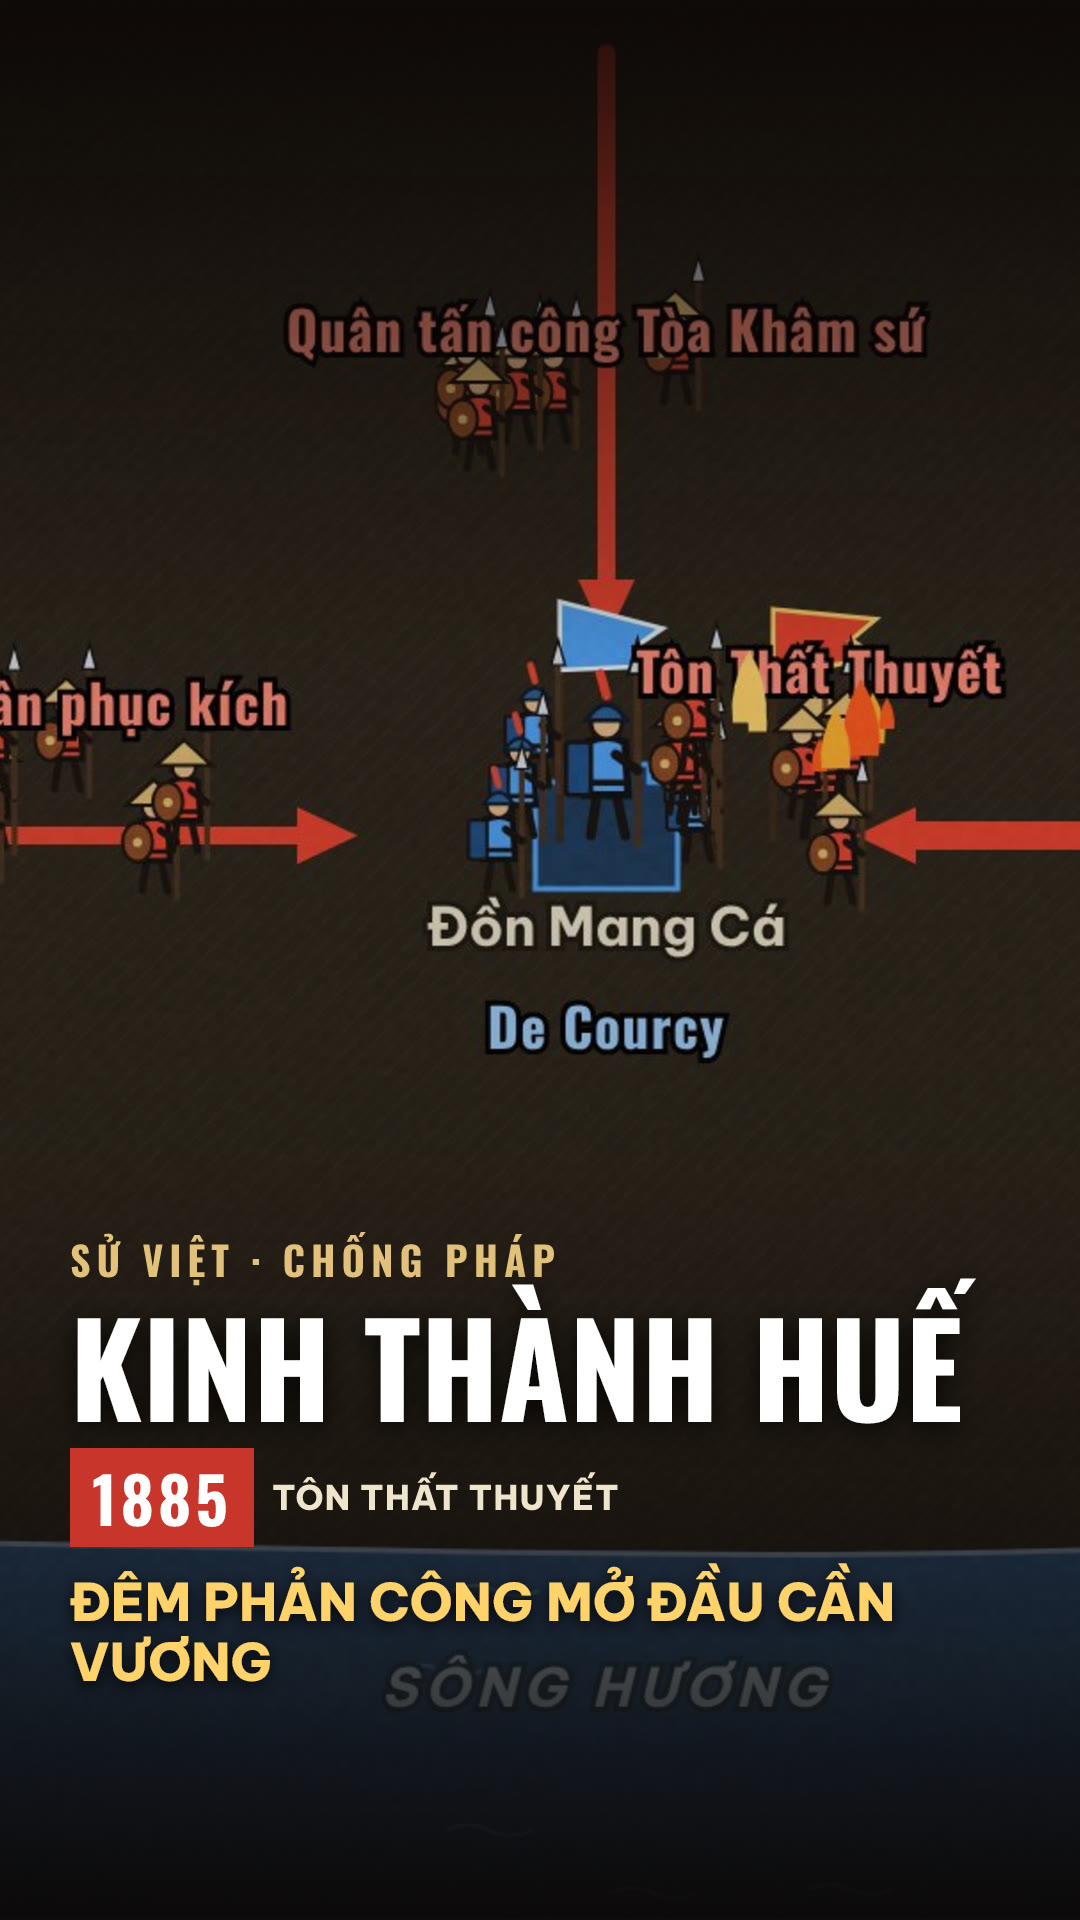 Quân tấn công Tòa Khâm sứ
Tôn Thất Thuyết
ân phục kích
Đồn Mang Cá
De Courcy
SỬ VIỆT · CHỐNG PHÁP
KINH THÀNH HUẾ
1885 TÔN THẤT THUYẾT
ĐÊM PHẢN CÔNG MỞ ĐẦU CẦN
VƯƠNG
SÔNG HƯƠNG